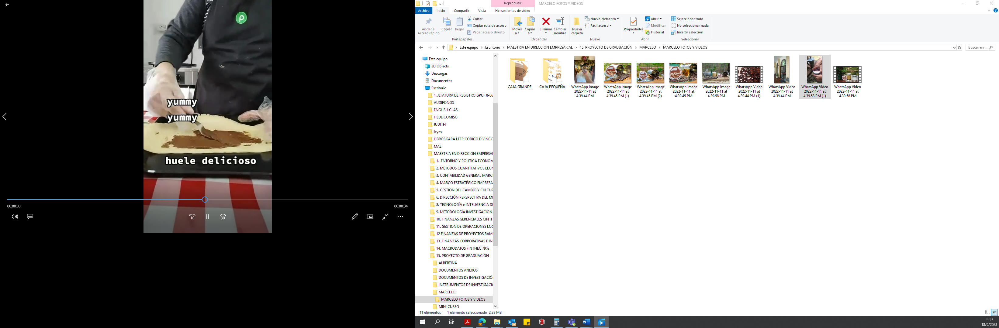 yummy
yummy
huele delicioso
00:00:33
00:00:34
10
30
Reproducir
MARCELO FOTOS Y VIDEOS
Archivo
Inicio
Compartir
Vista
Herramientas de vídeo
Anclar al
Acceso rápido
Copiar
Pegar
Cortar
Copiar ruta de acceso
Pegar acceso directo
Portapapeles
Mover
a
Copiar
a
Eliminar
Cambiar
nombre
Organizar
Nueva
carpeta
Nuevo elemento
Fácil acceso
Nuevo
Propiedades
Abrir
Modificar
Historial
Abrir
Seleccionar todo
No seleccionar nada
Invertir selección
Seleccionar
Este equipo > Escritorio > MAESTRIA EN DIRECCION EMPRESARIAL > 15. PROYECTO DE GRADUACIÓN > MARCELO > MARCELO FOTOS Y VIDEOS
Buscar en ...
Este equipo
3D Objects
Descargas
Documentos
Escritorio
1. JEFATURA DE REGISTRO GPUF 8-06
AUDIFONOS
ENGLISH CLAS
FIEDEICOMISO
JUDITH
leyes
LIBROS PARA LEER CODIGO D VINCC
MAE
MAESTRIA EN DIRECCION EMPRESAI
1. ENTORNO Y POLITICA ECONOM
2. MÉTODOS CUANTITATIVOS LEON
3. CONTABILIDAD GENERAL MARC
4. MARCO ESTRATÉGICO EMPRESA
5. GESTION DEL CAMBIO Y CULTUR
6. DIRECCIÓN PERSPECTIVA DEL M
8. TECNOLOGÍA e INTELIGENCIA D
9. METODOLOGÍA INVESTIGACION
10. FINANZAS GERENCIALES CINTH
11. GESTION DE OPERACIONES LOG
12 FINANZAS DE PROYECTOS RAM
13. FINANZAS CORPORATIVAS E IN
14. MACRODATOS FINTHEC 79%
15. PROYECTO DE GRADUACIÓN
ALBERTINA
DOCUMENTOS ANEXOS
DOCUMENTOS DE INVESTIGACIÓ
INSTRUMENTOS DE INVESTIGACI
MARCELO
MARCELO FOTOS Y VIDEOS
MINI CURSO
CAJA GRANDE
CAJA PEQUEÑA
WhatsApp Image
2022-11-11 at
4.39.44 PM
WhatsApp Image
2022-11-11 at
4.39.45 PM (1)
WhatsApp Image
2022-11-11 at
4.39.45 PM (2)
WhatsApp Image
2022-11-11 at
4.39.45 PM
WhatsApp Image
2022-11-11 at
4.39.58 PM
WhatsApp Video
2022-11-11 at
4.39.44 PM (1)
WhatsApp Video
2022-11-11 at
4.39.44 PM
WhatsApp Video
2022-11-11 at
4.39.58 PM (1)
WhatsApp Video
2022-11-11 at
4.39.58 PM
11 elementos
1 elemento seleccionado 2.33 MB
11:37
18/9/2023